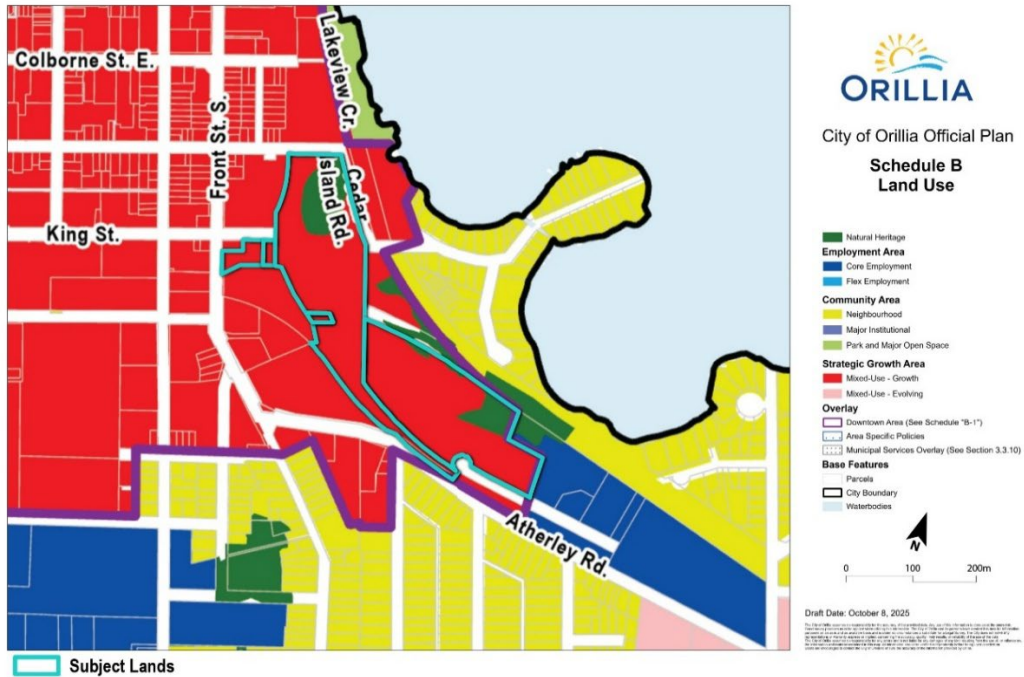 Colborne St. E.
Lakeview Cr.
Front St. S.
Cedar
Island Rd.
King St.
Atherley Rd.
Subject Lands
ORILLIA
City of Orillia Official Plan
Schedule B
Land Use
Natural Heritage
Employment Area
Core Employment
Flex Employment
Community Area
Neighbourhood
Major Institutional
Park and Major Open Space
Strategic Growth Area
Mixed-Use - Growth
Mixed-Use - Evolving
Overlay
Downtown Area (See Schedule "B-1")
Area Specific Policies
Municipal Services Overlay (See Section 3.3.10)
Base Features
Parcels
City Boundary
Waterbodies
N
0 100 200m
Draft Date: October 8, 2025